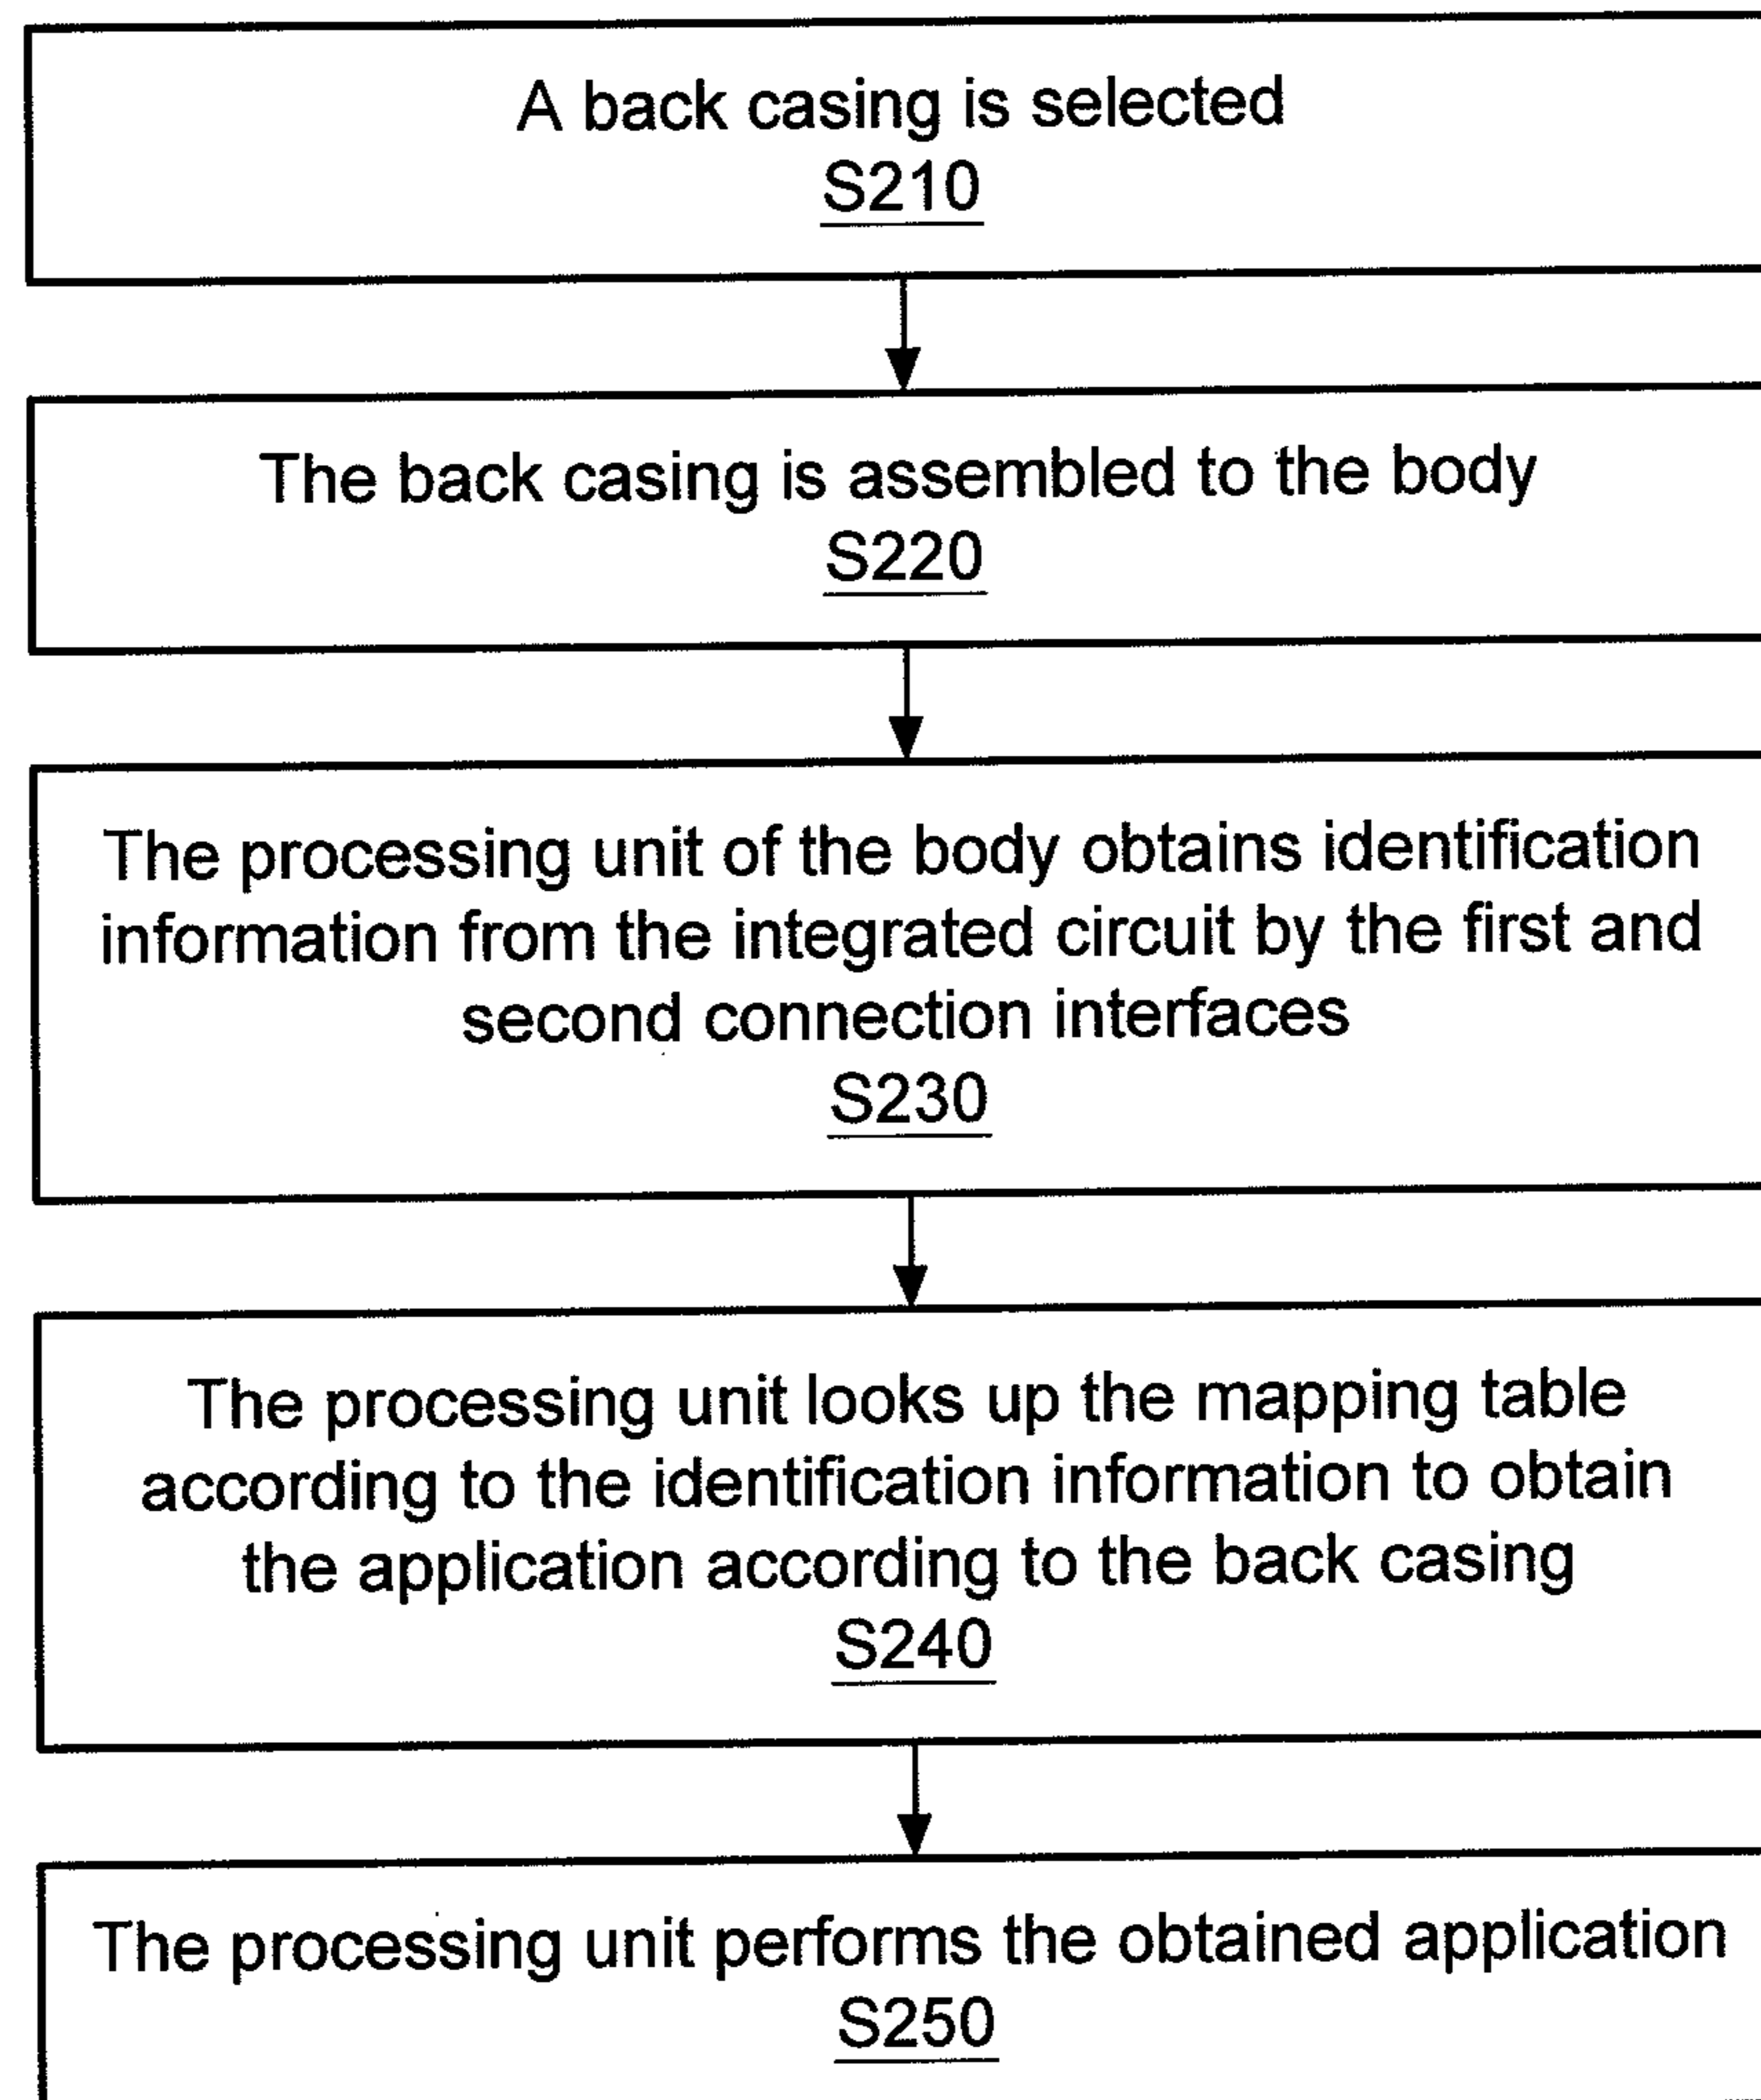 A back casing is selected
S210
The back casing is assembled to the body
S220
The processing unit of the body obtains identification
information from the integrated circuit by the first and
second connection interfaces
S230
The processing unit looks up the mapping table
according to the identification information to obtain
the application according to the back casing
S240
The processing unit performs the obtained application
S250